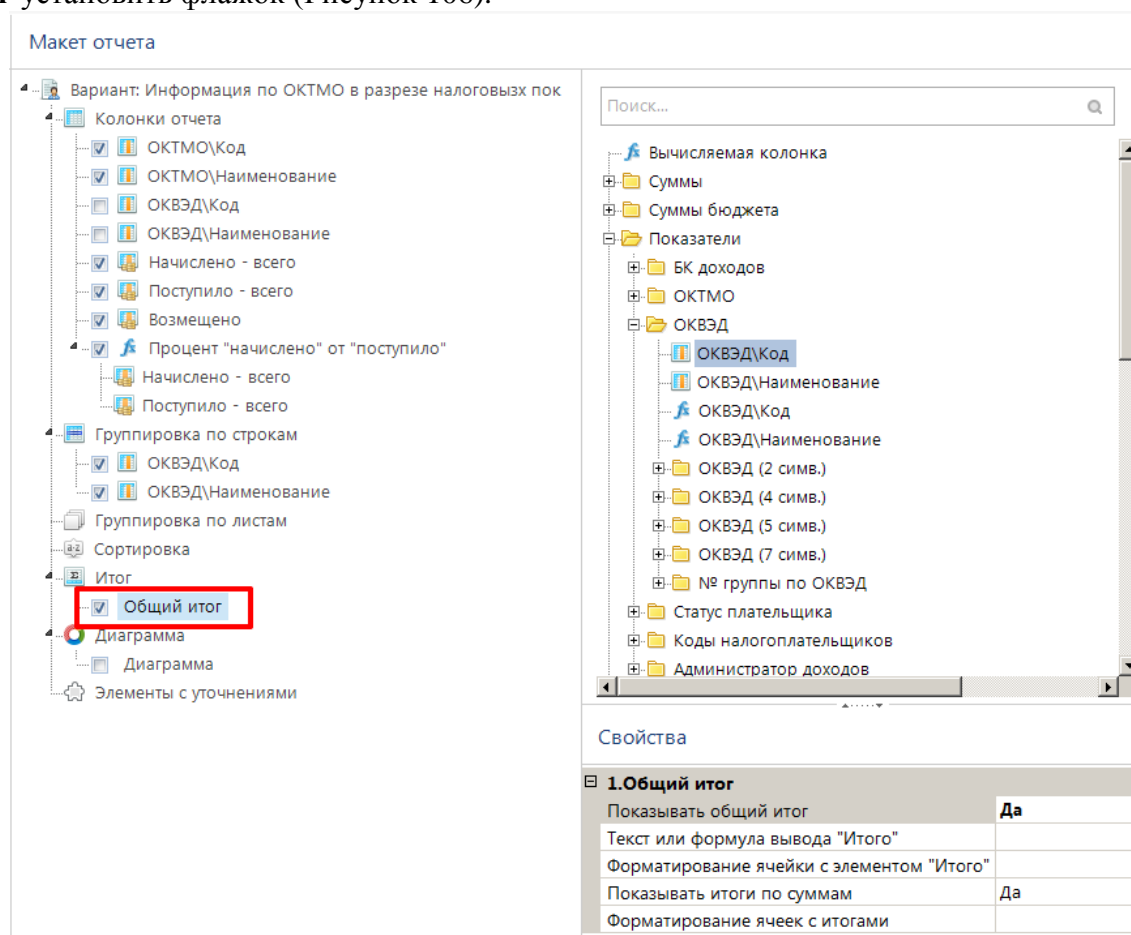 установить флажок (Рисунок 106).
Макет отчета
Вариант: Информация по ОКТМО в разрезе налоговызх пок
Колонки отчета
ОКТМО\Код
ОКТМО\Наименование
ОКВЭД\Код
ОКВЭД\Наименование
Начислено - всего
Поступило - всего
Возмещено
Процент "начислено" от "поступило"
Начислено - всего
Поступило - всего
Группировка по строкам
ОКВЭД\Код
ОКВЭД\Наименование
Группировка по листам
Сортировка
Итог
Общий итог
Диаграмма
Диаграмма
Элементы с уточнениями
Поиск...
Вычисляемая колонка
Суммы
Суммы бюджета
Показатели
БК доходов
ОКТМО
ОКВЭД
ОКВЭД\Код
ОКВЭД\Наименование
ОКВЭД\Код
ОКВЭД\Наименование
ОКВЭД (2 симв.)
ОКВЭД (4 симв.)
ОКВЭД (5 симв.)
ОКВЭД (7 симв.)
№ группы по ОКВЭД
Статус плательщика
Коды налогоплательщиков
Администратор доходов
Свойства
1.Общий итог
Показывать общий итог Да
Текст или формула вывода "Итого"
Форматирование ячейки с элементом "Итого"
Показывать итоги по суммам Да
Форматирование ячеек с итогами